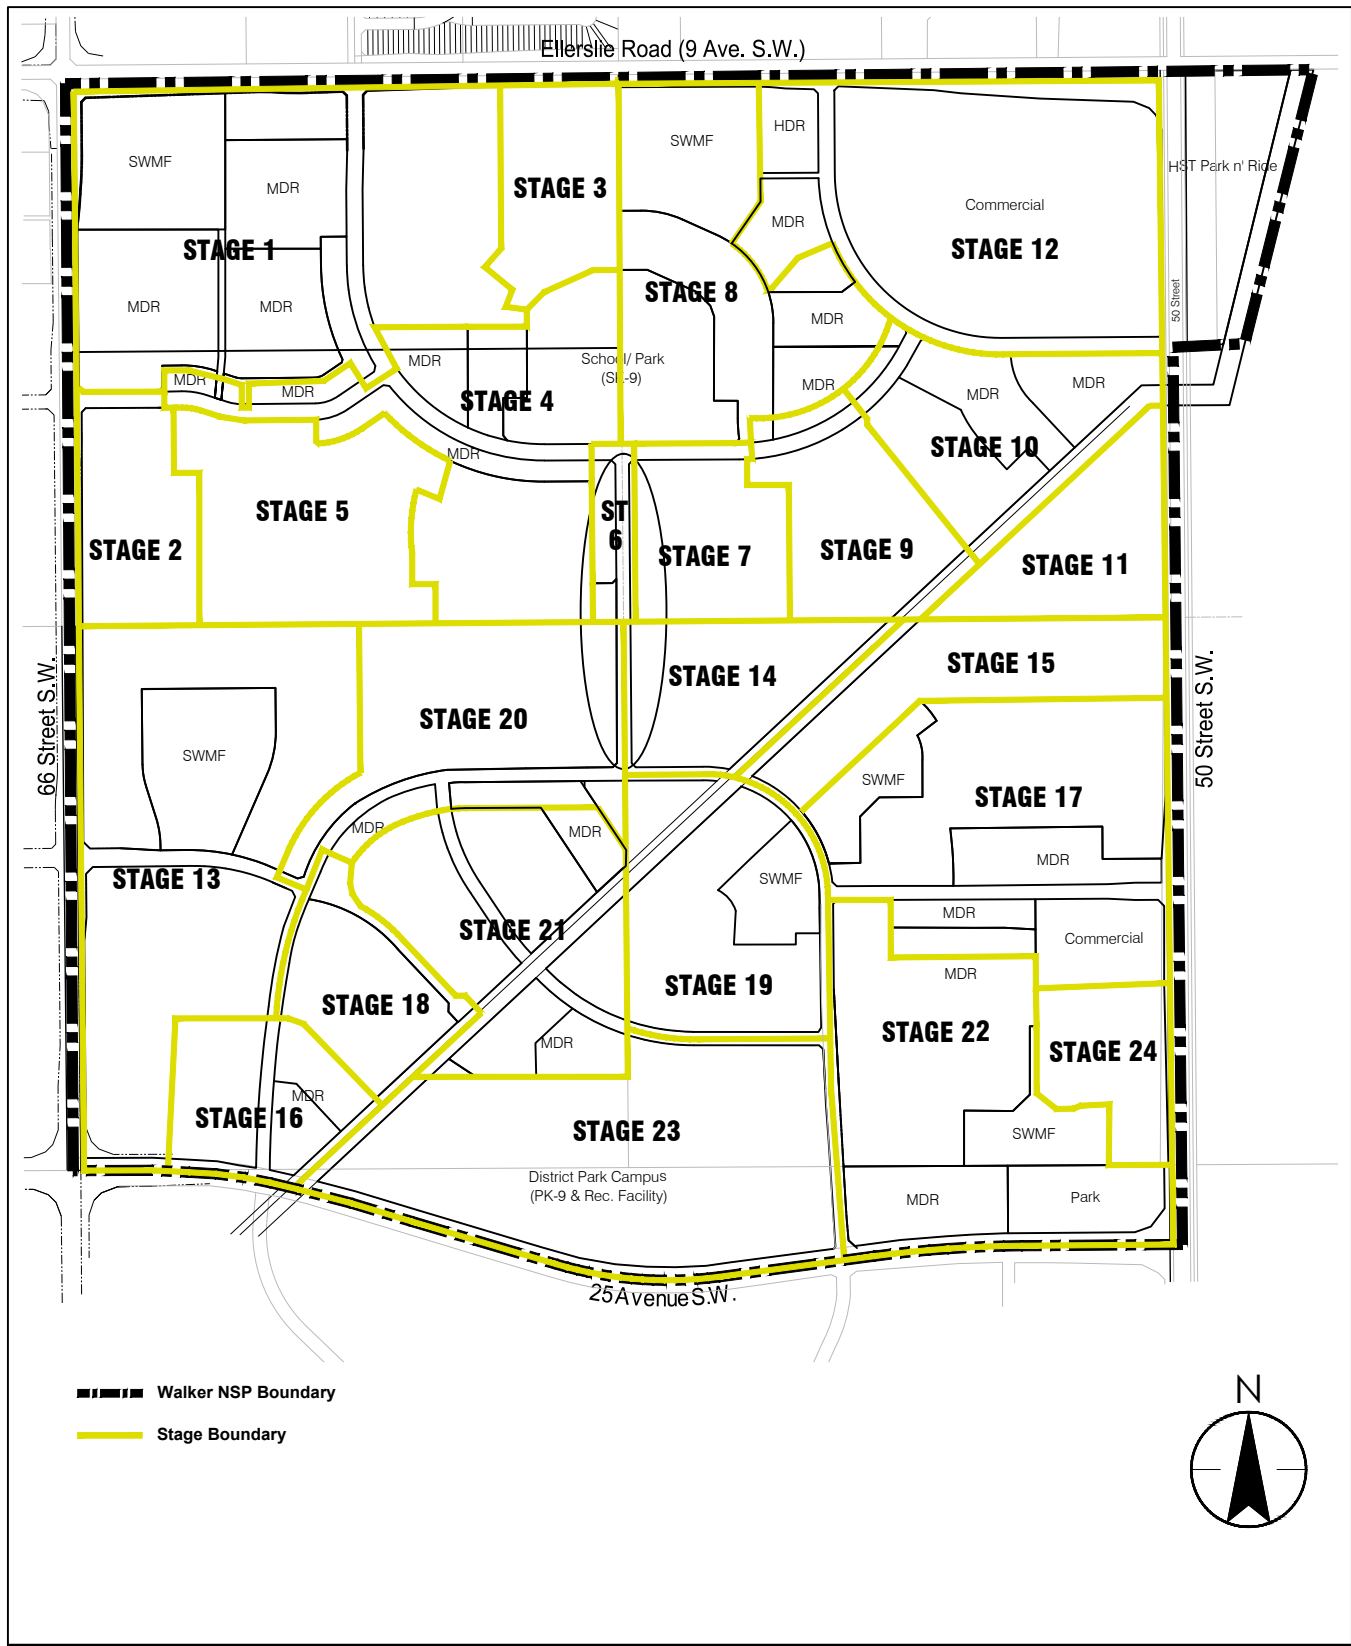 Ellerslie Road (9 Ave. S.W.)
SWMF
MDR
STAGE 1
MDR
MDR
STAGE 3
SWMF
HDR
MDR
Commercial
STAGE 12
HST Park n' Ride
50 Street
STAGE 8
MDR
MDR
MDR
MDR
MDR
STAGE 4
School/ Park
(SK-9)
MDR
MDR
MDR
STAGE 10
MDR
STAGE 2
STAGE 5
ST
6
STAGE 7
STAGE 9
STAGE 11
66 Street S.W.
50 Street S.W.
SWMF
STAGE 20
STAGE 14
STAGE 15
SWMF
STAGE 17
MDR
MDR
MDR
STAGE 13
SWMF
STAGE 21
STAGE 19
MDR
Commercial
MDR
STAGE 18
STAGE 22
STAGE 24
MDR
MDR
STAGE 16
STAGE 23
SWMF
District Park Campus
(PK-9 & Rec. Facility)
MDR
Park
25 Avenue S.W.
Walker NSP Boundary
Stage Boundary
N